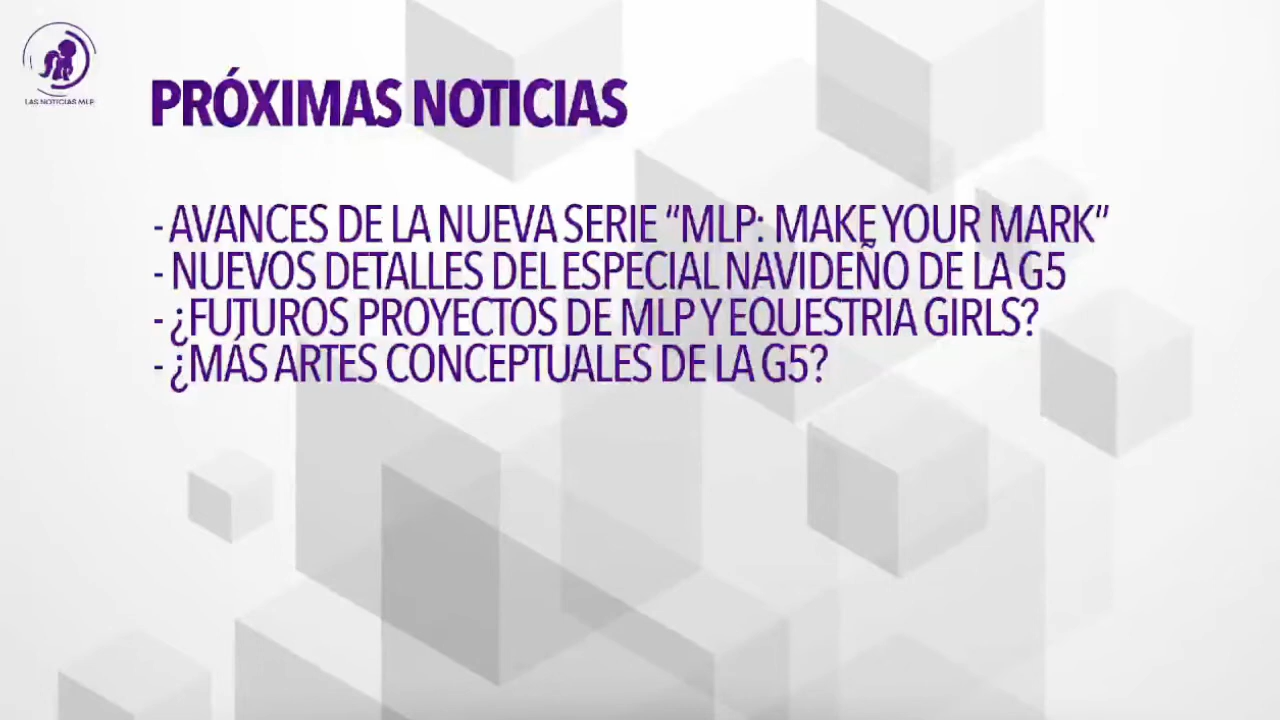 LAS NOTICIAS MLP
PRÓXIMAS NOTICIAS
- AVANCES DE LA NUEVA SERIE “MLP: MAKE YOUR MARK”
- NUEVOS DETALLES DEL ESPECIAL NAVIDEÑO DE LA G5
- ¿FUTUROS PROYECTOS DE MLP Y EQUESTRIA GIRLS?
- ¿MÁS ARTES CONCEPTUALES DE LA G5?